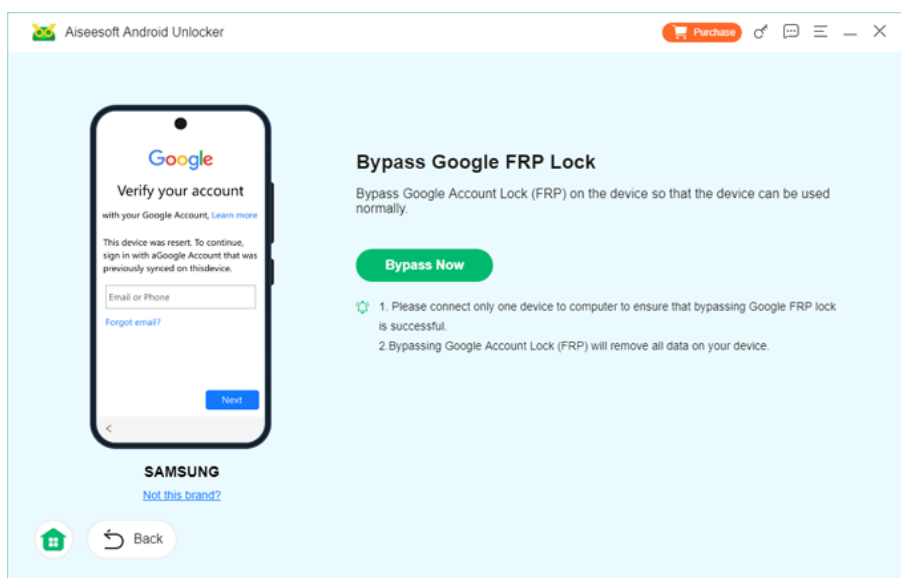 Aiseesoft Android Unlocker
Purchase
Google
Verify your account
with your Google Account, Learn more
This device was resert. To continue,
sign in with aGoogle Account that was
previously synced on thisdevice.
Email or Phone
Forgot email?
Next
SAMSUNG
Not this brand?
Bypass Google FRP Lock
Bypass Google Account Lock (FRP) on the device so that the device can be used
normally.
Bypass Now
1. Please connect only one device to computer to ensure that bypassing Google FRP lock
is successful.
2.Bypassing Google Account Lock (FRP) will remove all data on your device.
Back